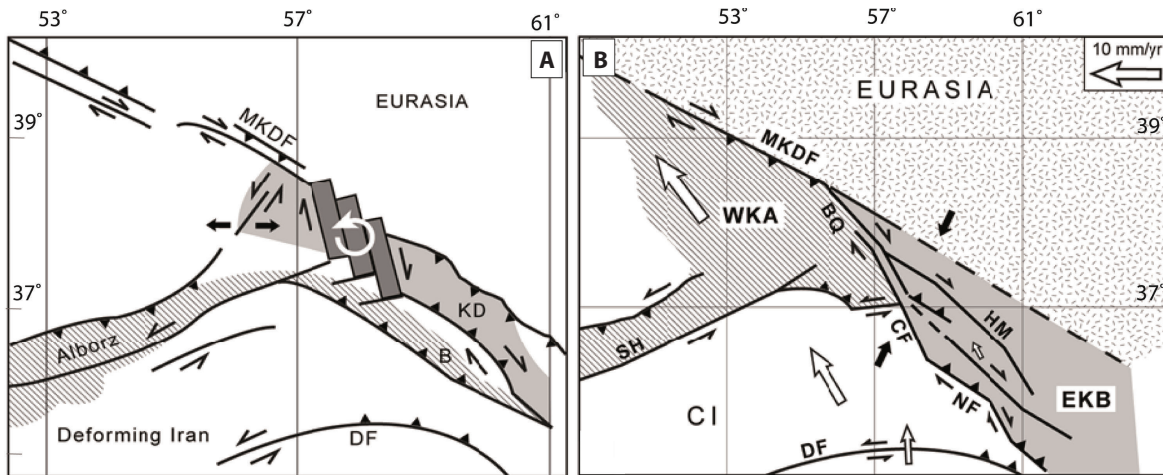 53° 57° 61°
A
EURASIA
MKDF
39°
37°
KD
Alborz
B
Deforming Iran
DF
53° 57° 61°
B
10 mm/yr
EURASIA
39°
MKDF
WKA
BQ
37°
SH
CF
HM
CI
NF
EKB
DF